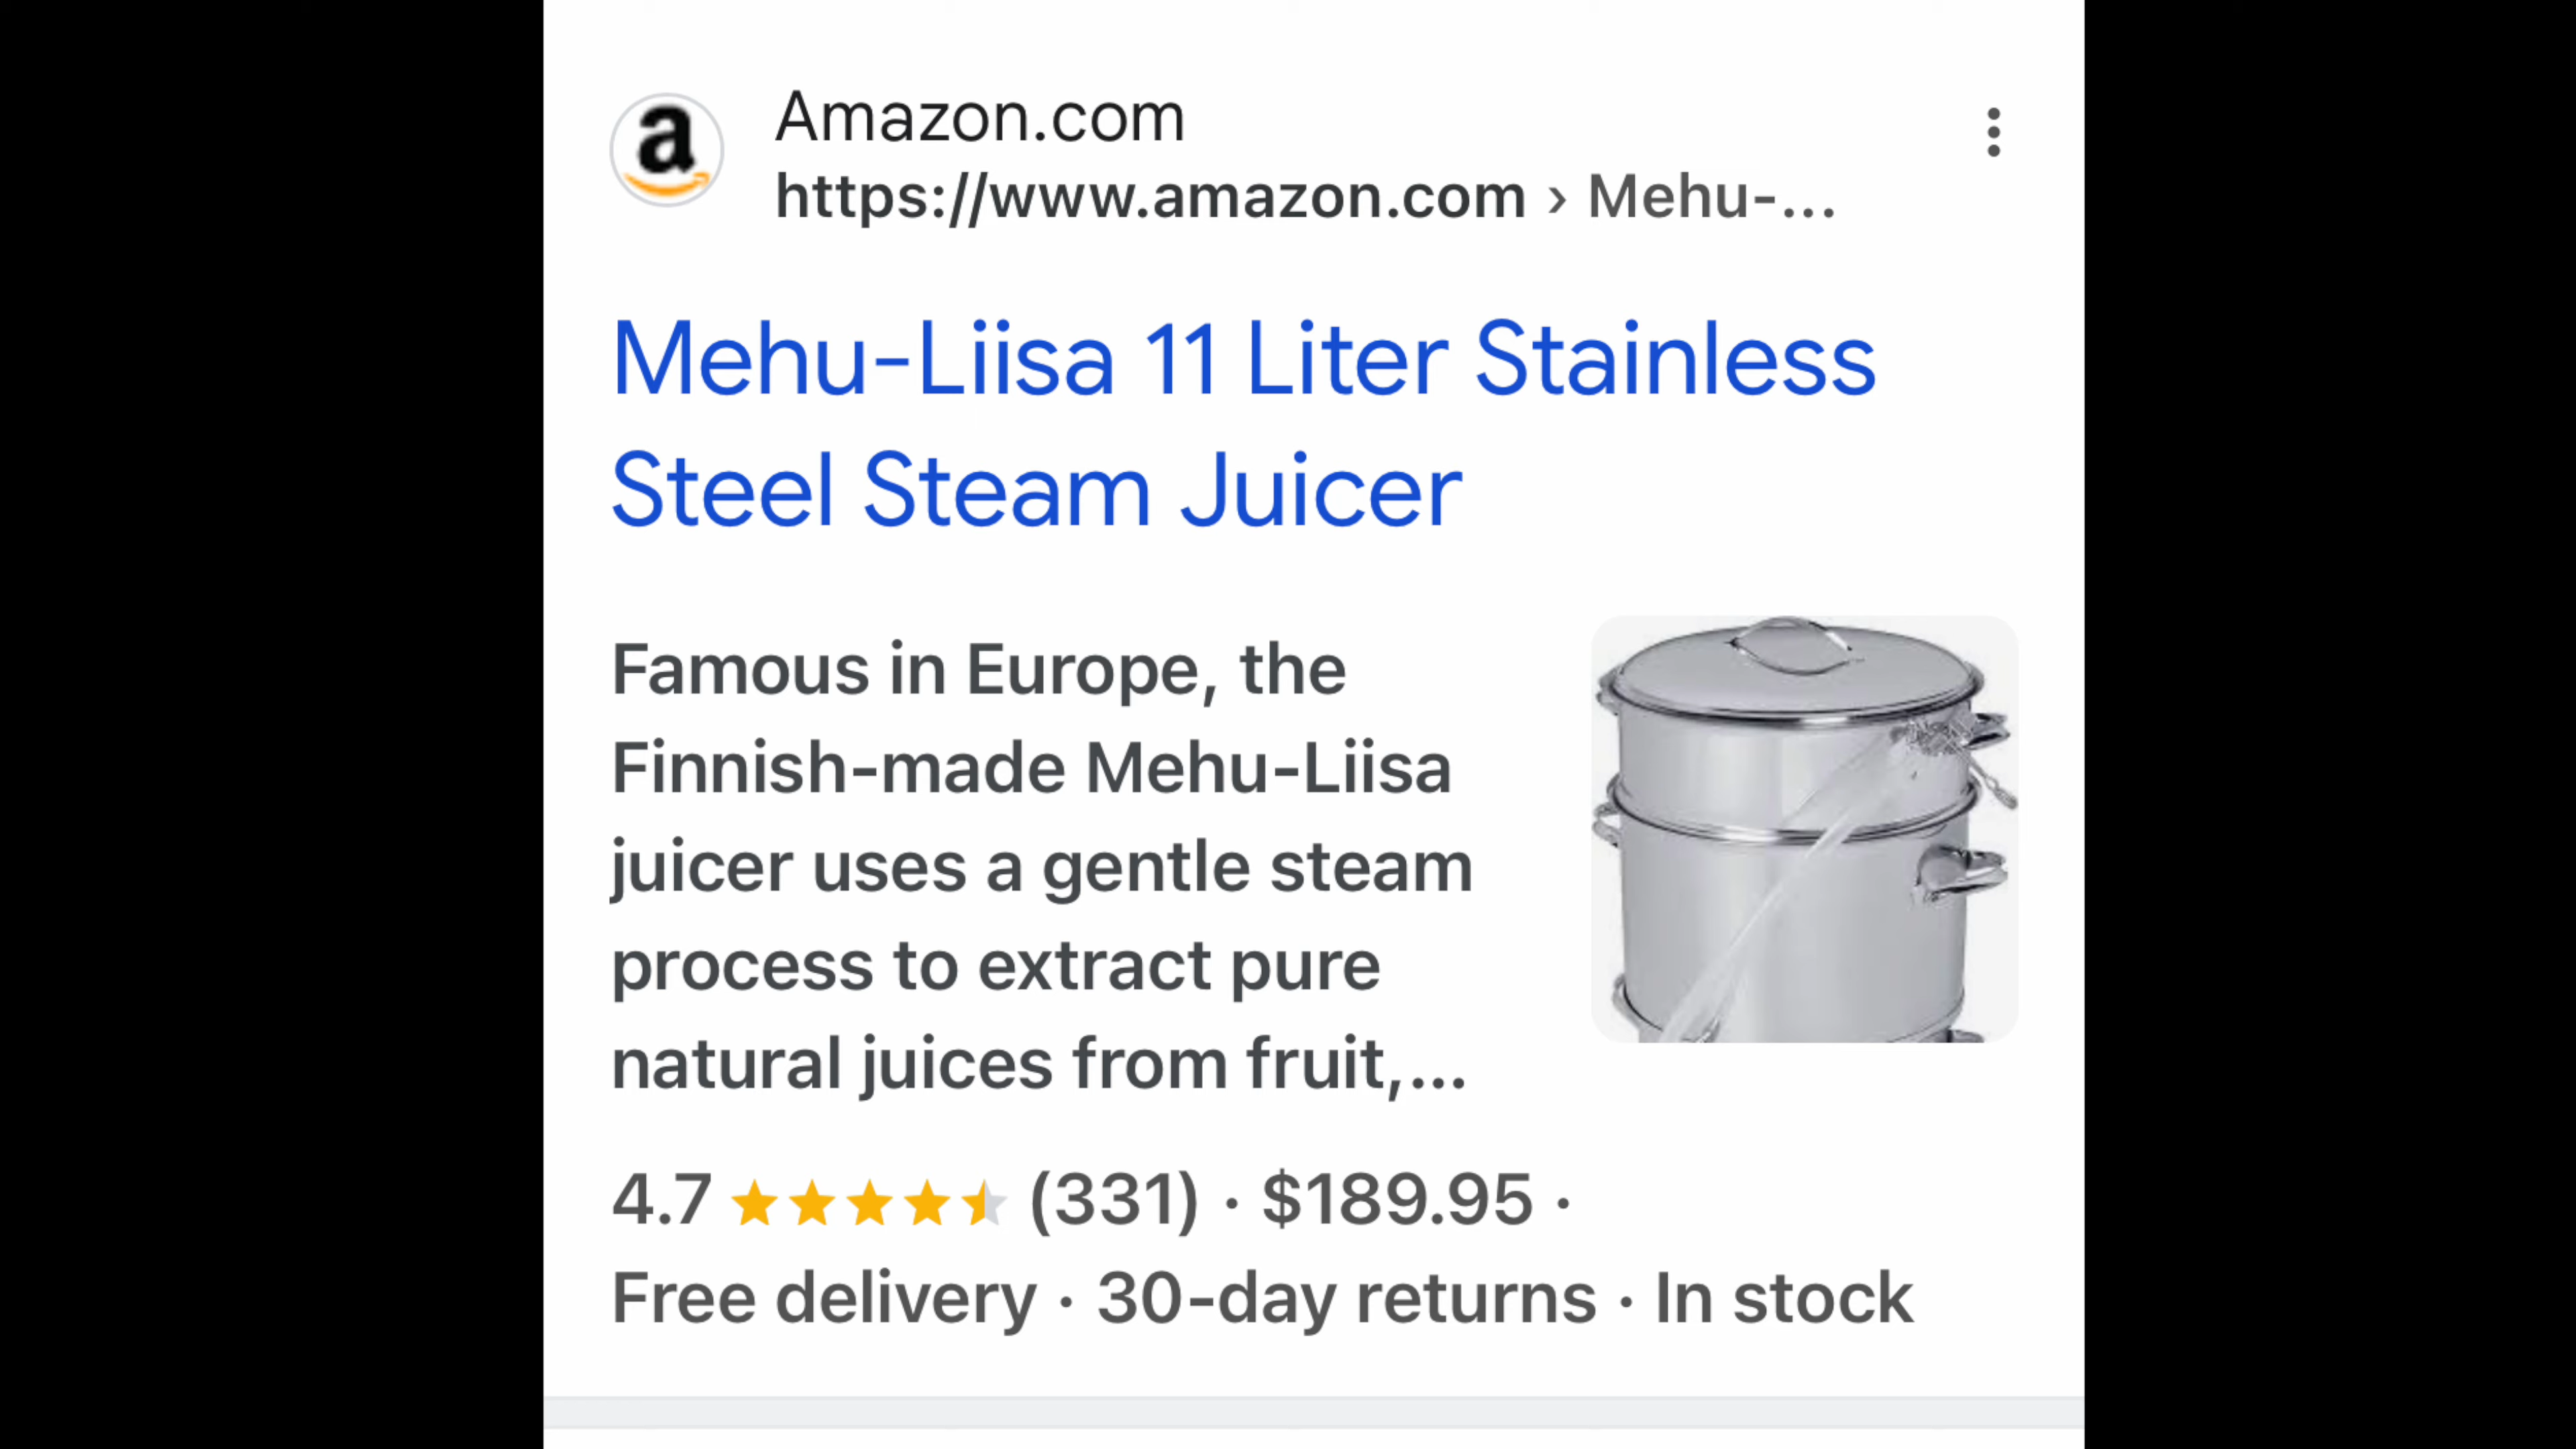 Amazon.com
https://www.amazon.com › Mehu-...
Mehu-Liisa 11 Liter Stainless
Steel Steam Juicer
Famous in Europe, the
Finnish-made Mehu-Liisa
juicer uses a gentle steam
process to extract pure
natural juices from fruit,...
4.7 ★★★★★ (331) · $189.95 ·
Free delivery · 30-day returns · In stock